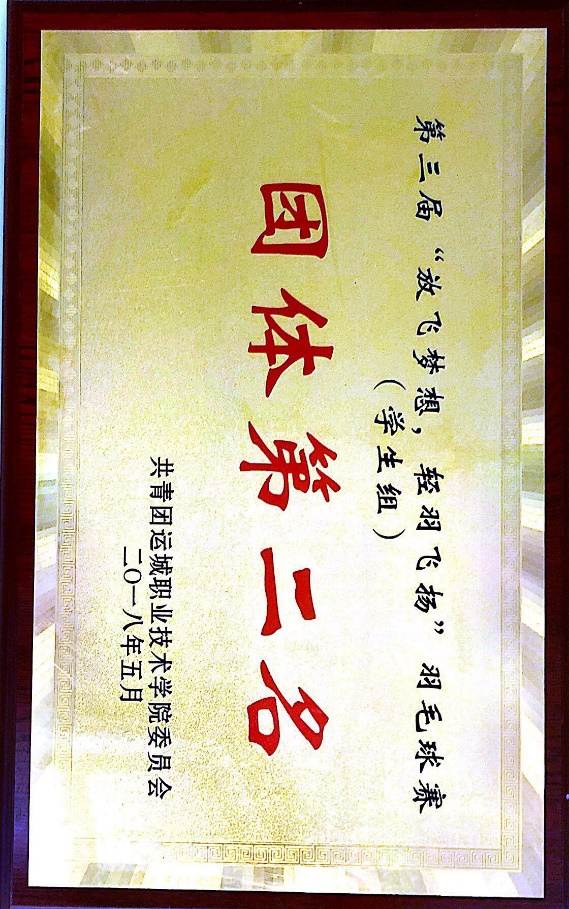 第三届“放飞梦想，轻羽飞扬”羽毛球赛
（学生组）
团体第二名
共青团运城职业技术学院委员会
二〇一八年五月